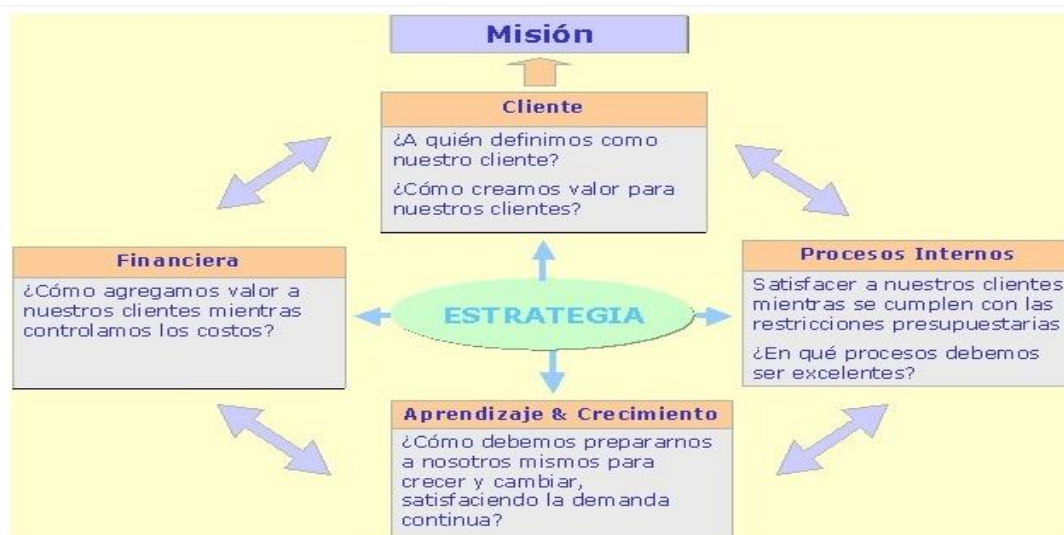 Misión
Cliente
¿A quién definimos como
nuestro cliente?
¿Cómo creamos valor para
nuestros clientes?
Financiera
¿Cómo agregamos valor a
nuestros clientes mientras
controlamos los costos?
ESTRATEGIA
Procesos Internos
Satisfacer a nuestros clientes
mientras se cumplen con las
restricciones presupuestarias
¿En qué procesos debemos
ser excelentes?
Aprendizaje & Crecimiento
¿Cómo debemos prepararnos
a nosotros mismos para
crecer y cambiar,
satisfaciendo la demanda
continua?